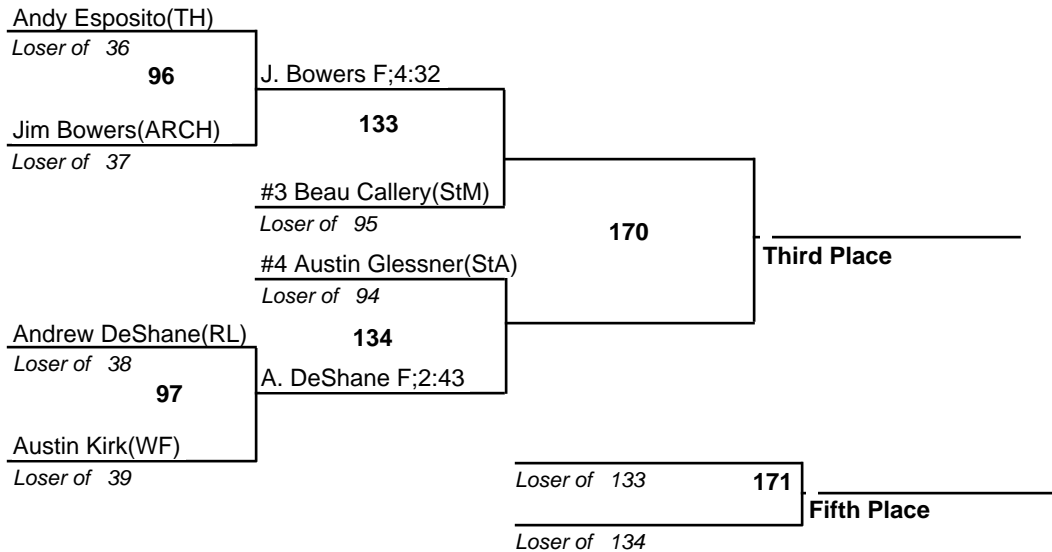 Andy Esposito(TH)
Loser of 36
96
J. Bowers F;4:32
Jim Bowers(ARCH)
Loser of 37
133
#3 Beau Callery(StM)
Loser of 95
170
Third Place
#4 Austin Glessner(StA)
Loser of 94
Andrew DeShane(RL)
Loser of 38
134
97
A. DeShane F;2:43
Austin Kirk(WF)
Loser of 39
Loser of 133
171
Fifth Place
Loser of 134